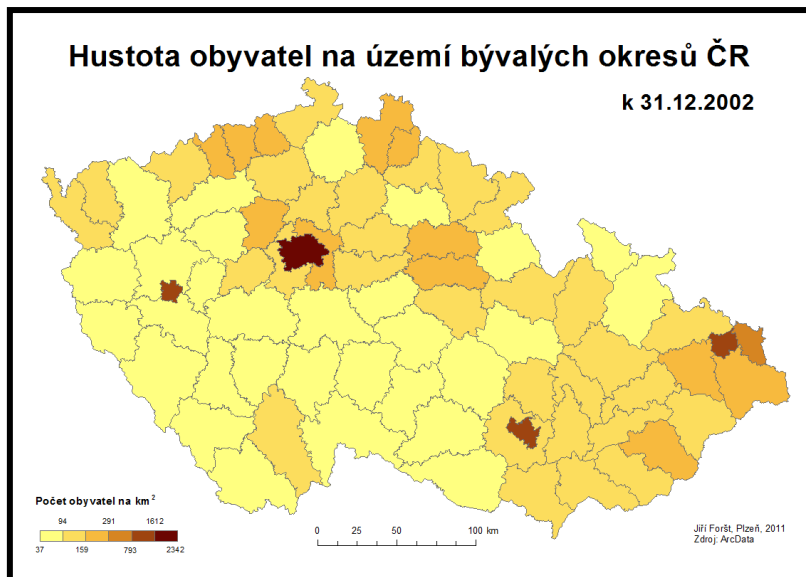 Hustota obyvatel na území bývalých okresů ČR
k 31.12.2002
Počet obyvatel na km²
94 291 1612
37 159 793 2342
0 25 50 100 km
Jiří Foršt, Plzeň, 2011
Zdroj: ArcData